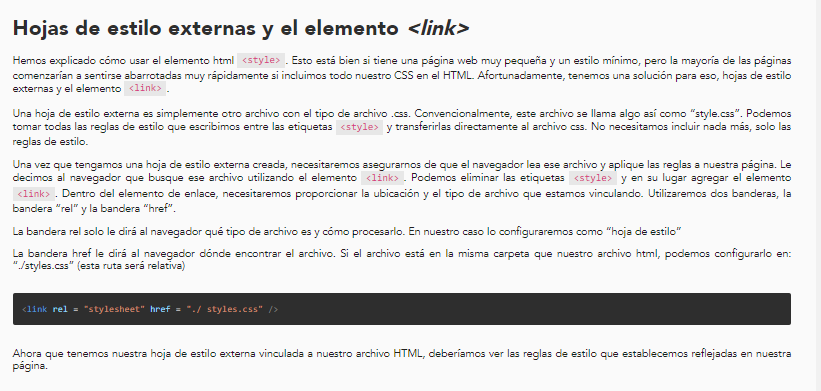 Hojas de estilo externas y el elemento <link>
Hemos explicado cómo usar el elemento html <style> . Esto está bien si tiene una página web muy pequeña y un estilo mínimo, pero la mayoría de las páginas
comenzarían a sentirse abarrotadas muy rápidamente si incluimos todo nuestro CSS en el HTML. Afortunadamente, tenemos una solución para eso, hojas de estilo
externas y el elemento <link> .
Una hoja de estilo externa es simplemente otro archivo con el tipo de archivo .css. Convencionalmente, este archivo se llama algo así como “style.css”. Podemos
tomar todas las reglas de estilo que escribimos entre las etiquetas <style> y transferirlas directamente al archivo css. No necesitamos incluir nada más, solo las
reglas de estilo.
Una vez que tengamos una hoja de estilo externa creada, necesitaremos asegurarnos de que el navegador lea ese archivo y aplique las reglas a nuestra página. Le
decimos al navegador que busque ese archivo utilizando el elemento <link> . Podemos eliminar las etiquetas <style> y en su lugar agregar el elemento
<link> . Dentro del elemento de enlace, necesitaremos proporcionar la ubicación y el tipo de archivo que estamos vinculando. Utilizaremos dos banderas, la
bandera “rel” y la bandera “href”.
La bandera rel solo le dirá al navegador qué tipo de archivo es y cómo procesarlo. En nuestro caso lo configuraremos como “hoja de estilo”
La bandera href le dirá al navegador dónde encontrar el archivo. Si el archivo está en la misma carpeta que nuestro archivo html, podemos configurarlo en:
“./styles.css” (esta ruta será relativa)
<link rel = "stylesheet" href = "./ styles.css" />
Ahora que tenemos nuestra hoja de estilo externa vinculada a nuestro archivo HTML, deberíamos ver las reglas de estilo que establecemos reflejadas en nuestra
página.